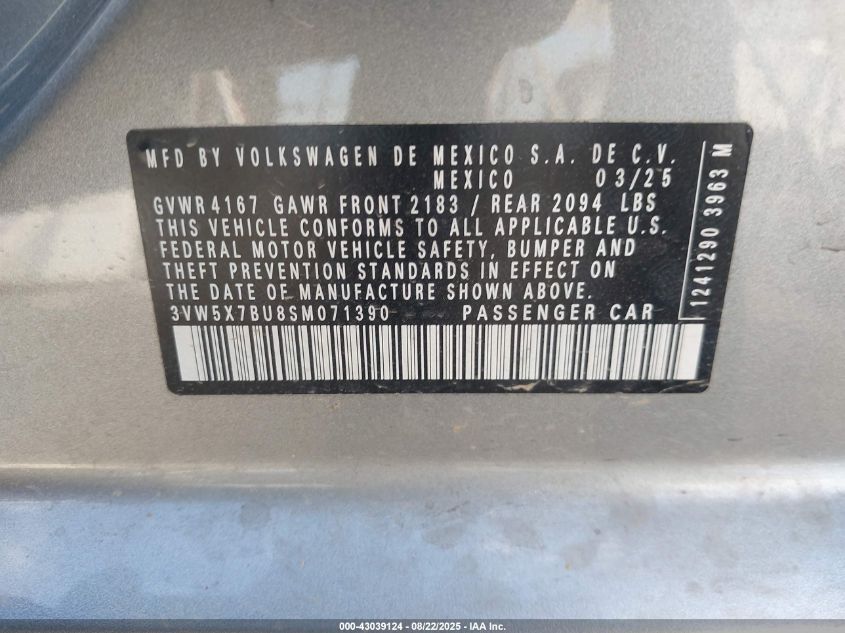 MFD BY VOLKSWAGEN DE MEXICO S.A. DE C.V.
MEXICO 03/25
GVWR 4167 GAWR FRONT 2183 / REAR 2094 LBS
THIS VEHICLE CONFORMS TO ALL APPLICABLE U.S.
FEDERAL MOTOR VEHICLE SAFETY, BUMPER AND
THEFT PREVENTION STANDARDS IN EFFECT ON
THE DATE OF MANUFACTURE SHOWN ABOVE.
3VW5X7BU8SM071390 PASSENGER CAR
1241290 3963 M
000-43039124 - 08/22/2025 - IAA Inc.